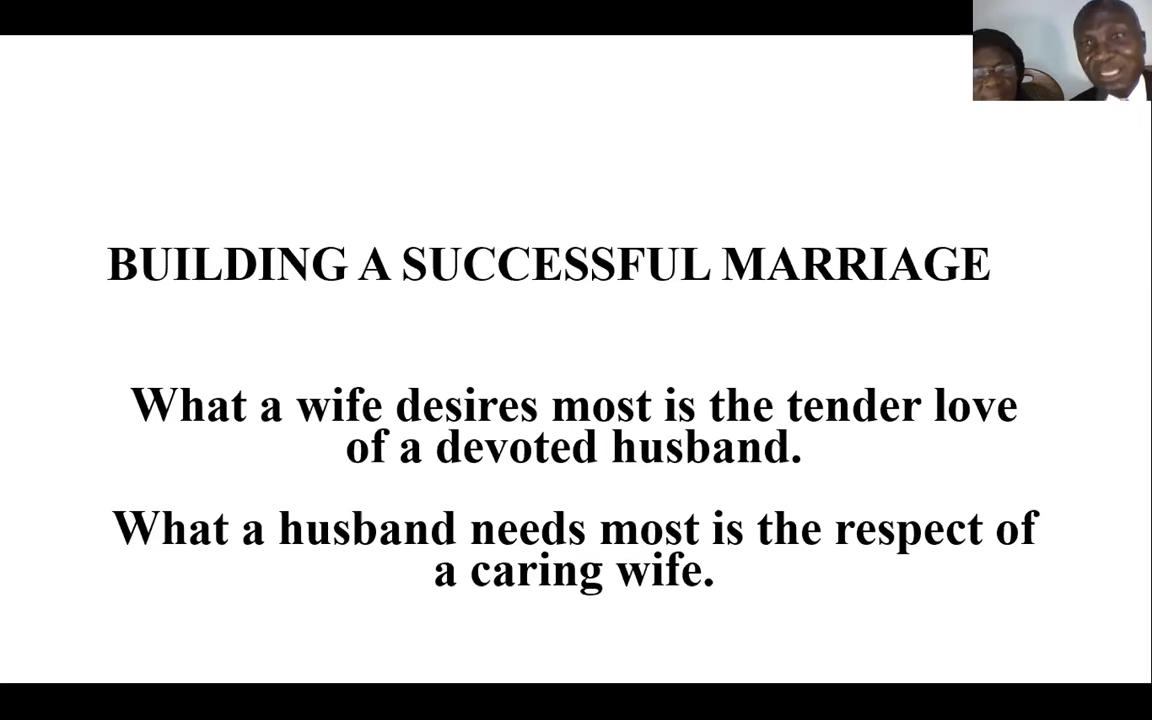 BUILDING A SUCCESSFUL MARRIAGE
What a wife desires most is the tender love
of a devoted husband.
What a husband needs most is the respect of
a caring wife.